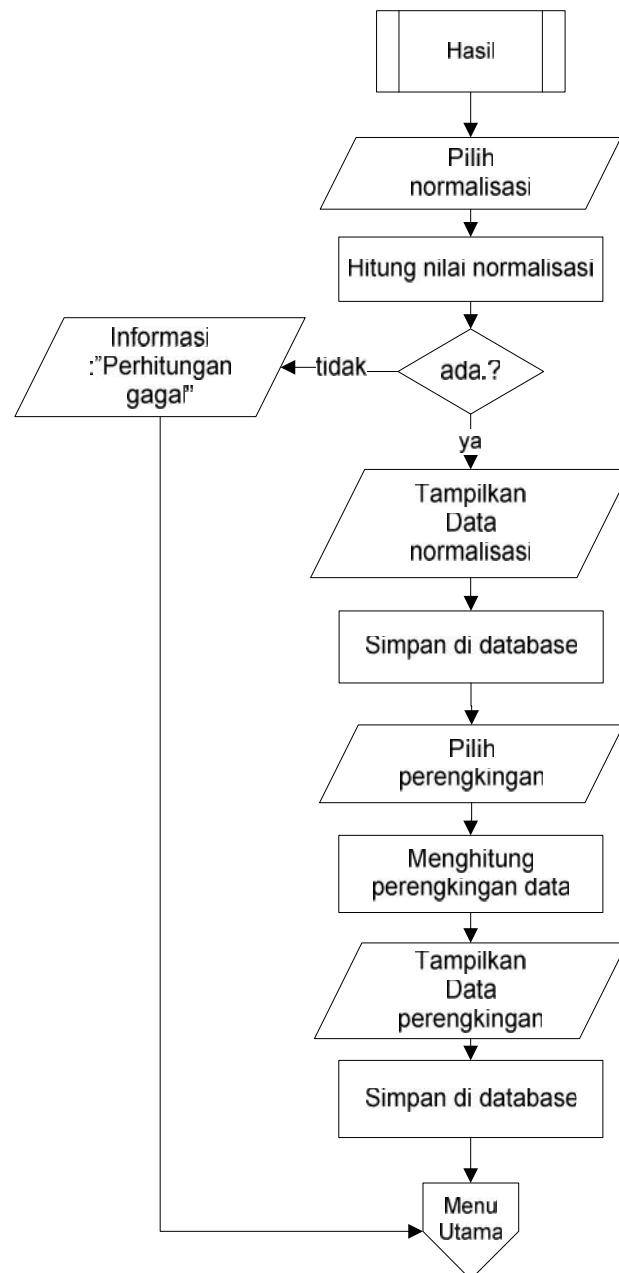 Hasil
Pilih
normalisasi
Hitung nilai normalisasi
ada.?
tidak
Informasi
:"Perhitungan
gagal"
ya
Tampilkan
Data
normalisasi
Simpan di database
Pilih
perengkingan
Menghitung
perengkingan data
Tampilkan
Data
perengkingan
Simpan di database
Menu
Utama